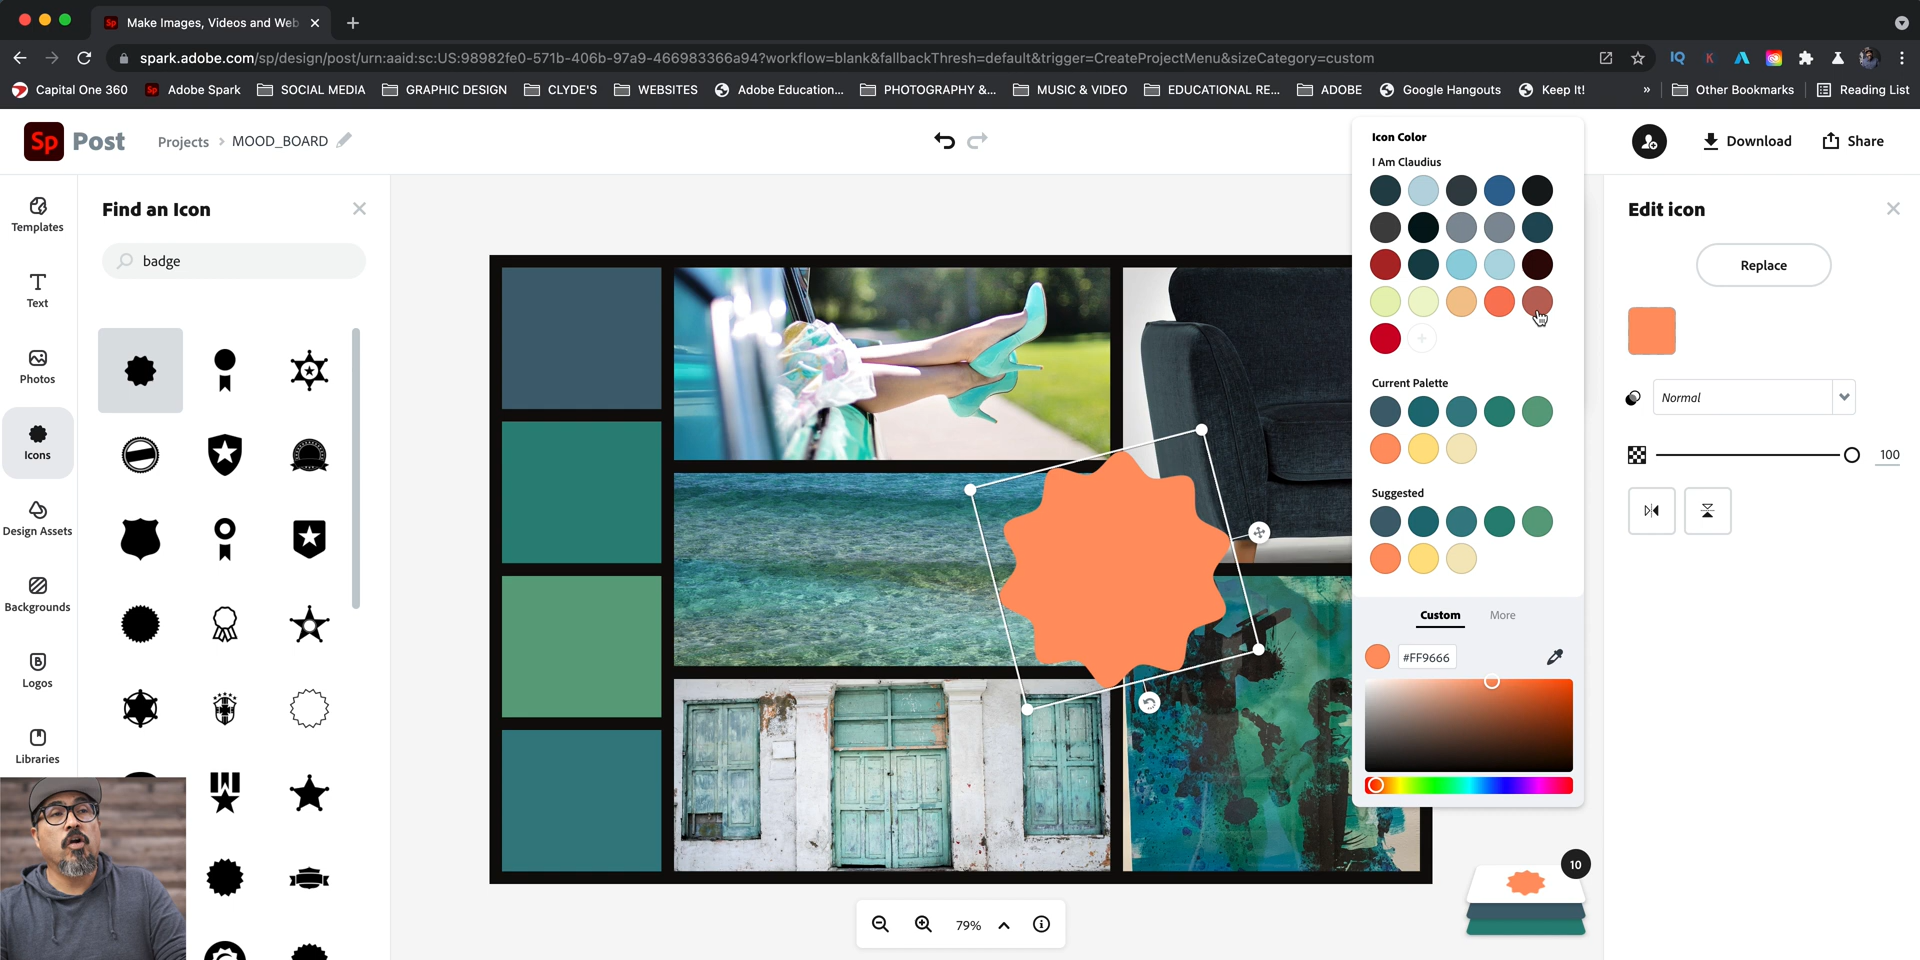 Sp Make Images, Videos and Web
spark.adobe.com/sp/design/post/urn:aaid:sc:US:98982fe0-571b-406b-97a9-466983366a94?workflow=blank&fallbackThresh=default&trigger=CreateProjectMenu&sizeCategory=custom
IQ K
Capital One 360 Sp Adobe Spark SOCIAL MEDIA GRAPHIC DESIGN CLYDE'S WEBSITES Adobe Education... PHOTOGRAPHY &... MUSIC & VIDEO EDUCATIONAL RE... ADOBE Google Hangouts Keep It! » Other Bookmarks Reading List
Sp Post Projects > MOOD_BOARD
Download Share
Templates
Text
Photos
Icons
Design Assets
Backgrounds
Logos
Libraries
Find an Icon
badge
Icon Color
I Am Claudius
Current Palette
Suggested
Custom More
#FF9666
Edit icon
Replace
Normal
100
10
79%